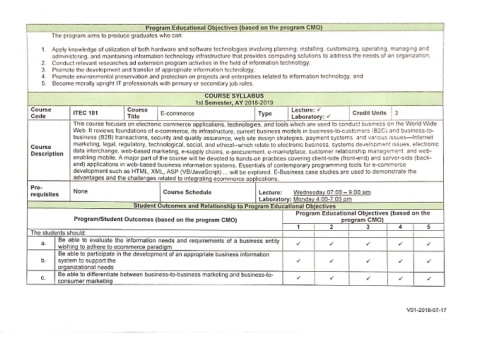 Program Educational Objectives (based on the program CMO)
The program aims to produce graduates who can:
1. Apply knowledge of utilization of both hardware and software technologies involving planning, installing, customizing, operating, managing and
administering, and maintaining information technology infrastructure that provides computing solutions to address the needs of an organization.
2. Conduct relevant researches ad extension program activities in the field of information technology;
3. Promote the development and transfer of appropriate information technology;
4. Promote environmental preservation and protection on projects and enterprises related to information technology, and
5. Become morally upright IT professionals with primary or secondary job roles.
COURSE SYLLABUS
1st Semester, AY 2018-2019
Course Code ITEC 101 Course Title E-commerce Type Lecture: ✓ Laboratory: ✓ Credit Units 3
Course Description
This course focuses on electronic commerce applications, technologies, and tools which are used to conduct business on the World Wide
Web. It reviews foundations of e-commerce, its infrastructure, current business models in business-to-customers (B2C) and business-to-
business (B2B) transactions, security and quality assurance, web site design strategies, payment systems, and various issues—Internet
marketing, legal, regulatory, technological, social, and ethical—which relate to electronic business, systems development issues, electronic
data interchange, web-based marketing, e-supply chains, e-procurement, e-marketplace, customer relationship management, and web-
enabling mobile. A major part of the course will be devoted to hands-on practices covering client-side (front-end) and server-side (back-
end) applications in web-based business information systems. Essentials of contemporary programming tools for e-commerce
development such as HTML, XML, ASP (VB/JavaScript) ... will be explored. E-Business case studies are used to demonstrate the
advantages and the challenges related to integrating ecommerce applications.
Pre-requisites None Course Schedule Lecture: Wednesday 07:00 – 9:00 am
Laboratory: Monday 4:00-7:00 pm
Student Outcomes and Relationship to Program Educational Objectives
Program/Student Outcomes (based on the program CMO) Program Educational Objectives (based on the
program CMO)
1 2 3 4 5
The students should:
a. Be able to evaluate the information needs and requirements of a business entity
wishing to adhere to ecommerce paradigm ✓ ✓ ✓ ✓ ✓
b. Be able to participate in the development of an appropriate business information
system to support the
organizational needs ✓ ✓ ✓ ✓ ✓
c. Be able to differentiate between business-to-business marketing and business-to-
consumer marketing ✓ ✓ ✓ ✓ ✓
V01-2018-07-17